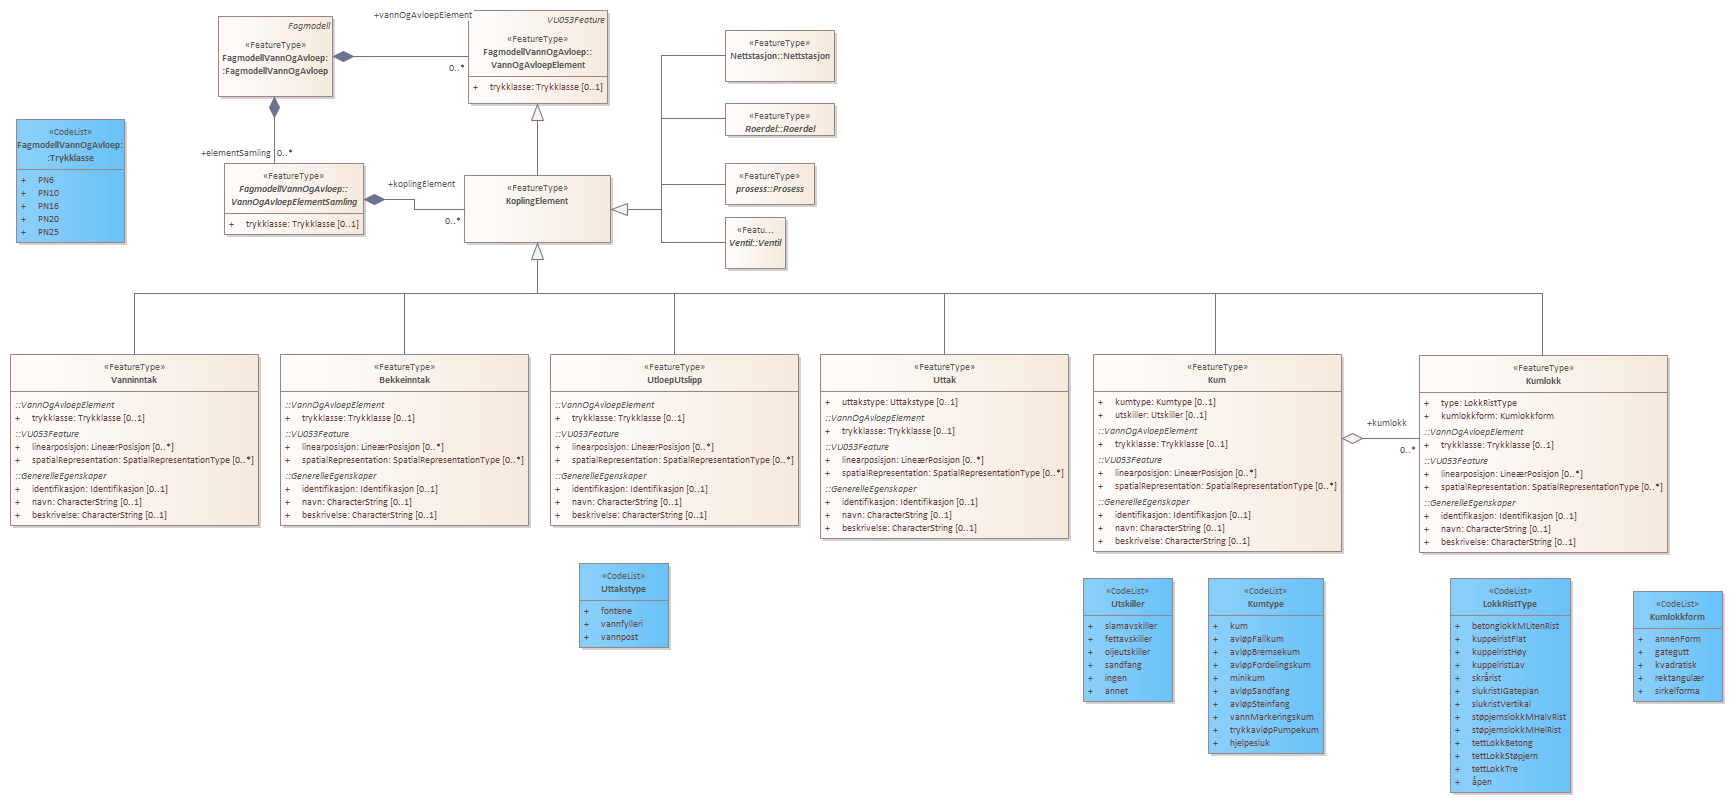 Fagmodell
«FeatureType»
FagmodellVannOgAvloep:
:FagmodellVannOgAvloep
+vannOgAvloepElement
0..*
VU053Feature
«FeatureType»
FagmodellVannOgAvloep::
VannOgAvloepElement
+ trykklasse: Trykklasse [0..1]
«FeatureType»
Nettstasjon::Nettstasjon
«FeatureType»
Roerdel::Roerdel
«FeatureType»
prosess::Prosess
«Featu...
Ventil::Ventil
«CodeList»
FagmodellVannOgAvloep:
:Trykklasse
+ PN6
+ PN10
+ PN16
+ PN20
+ PN25
+elementSamling 0..*
«FeatureType»
FagmodellVannOgAvloep::
VannOgAvloepElementSamling
+ trykklasse: Trykklasse [0..1]
+koplingElement
0..*
«FeatureType»
KoplingElement
«FeatureType»
Vanninntak
::VannOgAvloepElement
+ trykklasse: Trykklasse [0..1]
::VU053Feature
+ linearposisjon: LineærPosisjon [0..*]
+ spatialRepresentation: SpatialRepresentationType [0..*]
::GenerelleEgenskaper
+ identifikasjon: Identifikasjon [0..1]
+ navn: CharacterString [0..1]
+ beskrivelse: CharacterString [0..1]
«FeatureType»
Bekkeinntak
::VannOgAvloepElement
+ trykklasse: Trykklasse [0..1]
::VU053Feature
+ linearposisjon: LineærPosisjon [0..*]
+ spatialRepresentation: SpatialRepresentationType [0..*]
::GenerelleEgenskaper
+ identifikasjon: Identifikasjon [0..1]
+ navn: CharacterString [0..1]
+ beskrivelse: CharacterString [0..1]
«FeatureType»
UtloepUtslipp
::VannOgAvloepElement
+ trykklasse: Trykklasse [0..1]
::VU053Feature
+ linearposisjon: LineærPosisjon [0..*]
+ spatialRepresentation: SpatialRepresentationType [0..*]
::GenerelleEgenskaper
+ identifikasjon: Identifikasjon [0..1]
+ navn: CharacterString [0..1]
+ beskrivelse: CharacterString [0..1]
«FeatureType»
Uttak
+ uttakstype: Uttakstype [0..1]
::VannOgAvloepElement
+ trykklasse: Trykklasse [0..1]
::VU053Feature
+ linearposisjon: LineærPosisjon [0..*]
+ spatialRepresentation: SpatialRepresentationType [0..*]
::GenerelleEgenskaper
+ identifikasjon: Identifikasjon [0..1]
+ navn: CharacterString [0..1]
+ beskrivelse: CharacterString [0..1]
«FeatureType»
Kum
+ kumtype: Kumtype [0..1]
+ utskiller: Utskiller [0..1]
::VannOgAvloepElement
+ trykklasse: Trykklasse [0..1]
::VU053Feature
+ linearposisjon: LineærPosisjon [0..*]
+ spatialRepresentation: SpatialRepresentationType [0..*]
::GenerelleEgenskaper
+ identifikasjon: Identifikasjon [0..1]
+ navn: CharacterString [0..1]
+ beskrivelse: CharacterString [0..1]
+kumlokk
0..*
«FeatureType»
Kumlokk
+ type: LokkRistType
+ kumlokkform: Kumlokkform
::VannOgAvloepElement
+ trykklasse: Trykklasse [0..1]
::VU053Feature
+ linearposisjon: LineærPosisjon [0..*]
+ spatialRepresentation: SpatialRepresentationType [0..*]
::GenerelleEgenskaper
+ identifikasjon: Identifikasjon [0..1]
+ navn: CharacterString [0..1]
+ beskrivelse: CharacterString [0..1]
«CodeList»
Uttakstype
+ fontene
+ vannfylleri
+ vannpost
«CodeList»
Utskiller
+ slamavskiller
+ fettavskiller
+ oljeutskiller
+ sandfang
+ ingen
+ annet
«CodeList»
Kumtype
+ kum
+ avløpFallkum
+ avløpBremsekum
+ avløpFordelingskum
+ minikum
+ avløpSandfang
+ avløpSteinfang
+ vannMarkeringskum
+ trykkavløpPumpekum
+ hjelpesluk
«CodeList»
LokkRistType
+ betonglokkMLitenRist
+ kuppelristFlat
+ kuppelristHøy
+ kuppelristLav
+ skrårist
+ slukristIGateplan
+ slukristVertikal
+ støpjernslokkMHalvRist
+ støpjernslokkMHelRist
+ tettLokkBetong
+ tettLokkStøpjern
+ tettLokkTre
+ åpen
«CodeList»
Kumlokkform
+ annenForm
+ gategutt
+ kvadratisk
+ rektangulær
+ sirkelforma